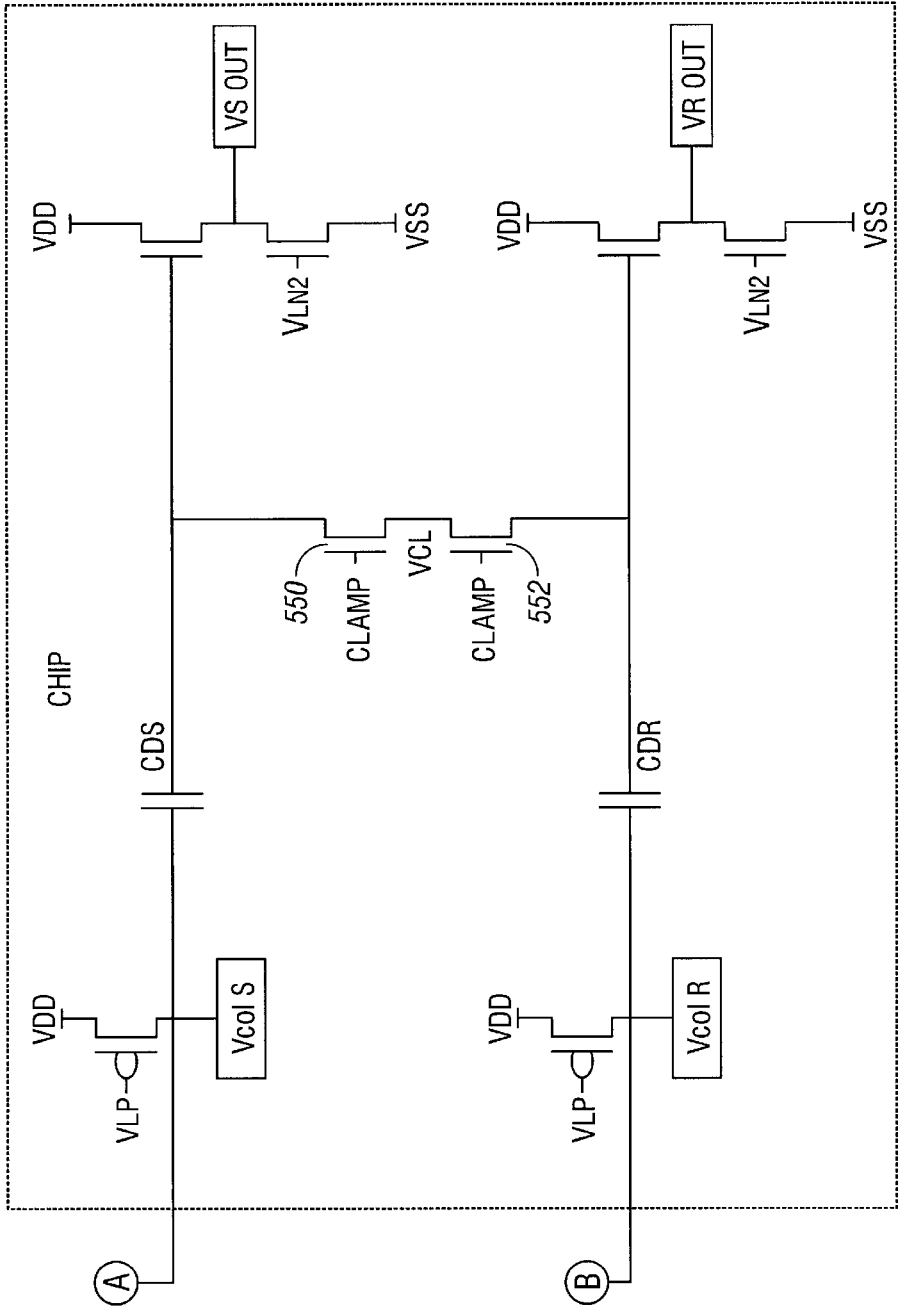 CHIP
A
VDD
VLP
Vcol S
CDS
VDD
VLN2
VSS
VS OUT
550
CLAMP
VCL
CLAMP
552
B
VDD
VLP
Vcol R
CDR
VDD
VLN2
VSS
VR OUT